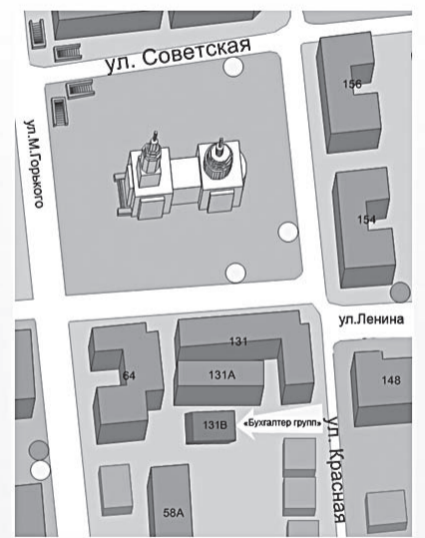 ул. Советская
156
ул.М.Горького
154
ул.Ленина
131
64
131А
148
131В
«Бухгалтер групп»
ул. Красная
58А